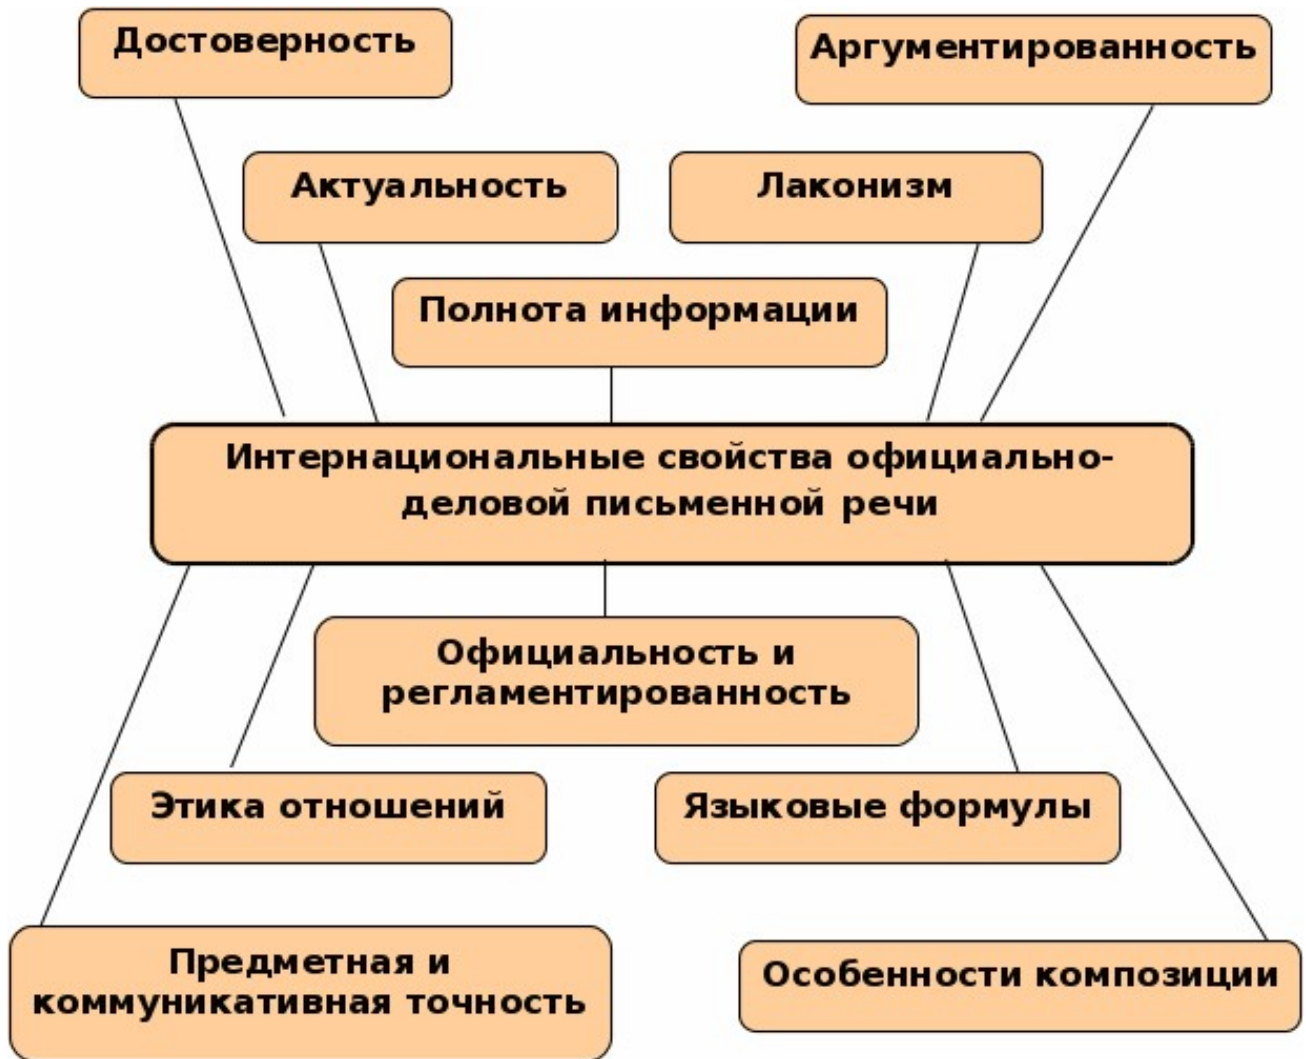 Достоверность
Аргументированность
Актуальность
Лаконизм
Полнота информации
Интернациональные свойства официально-
деловой письменной речи
Официальность и
регламентированность
Этика отношений
Языковые формулы
Предметная и
коммуникативная точность
Особенности композиции